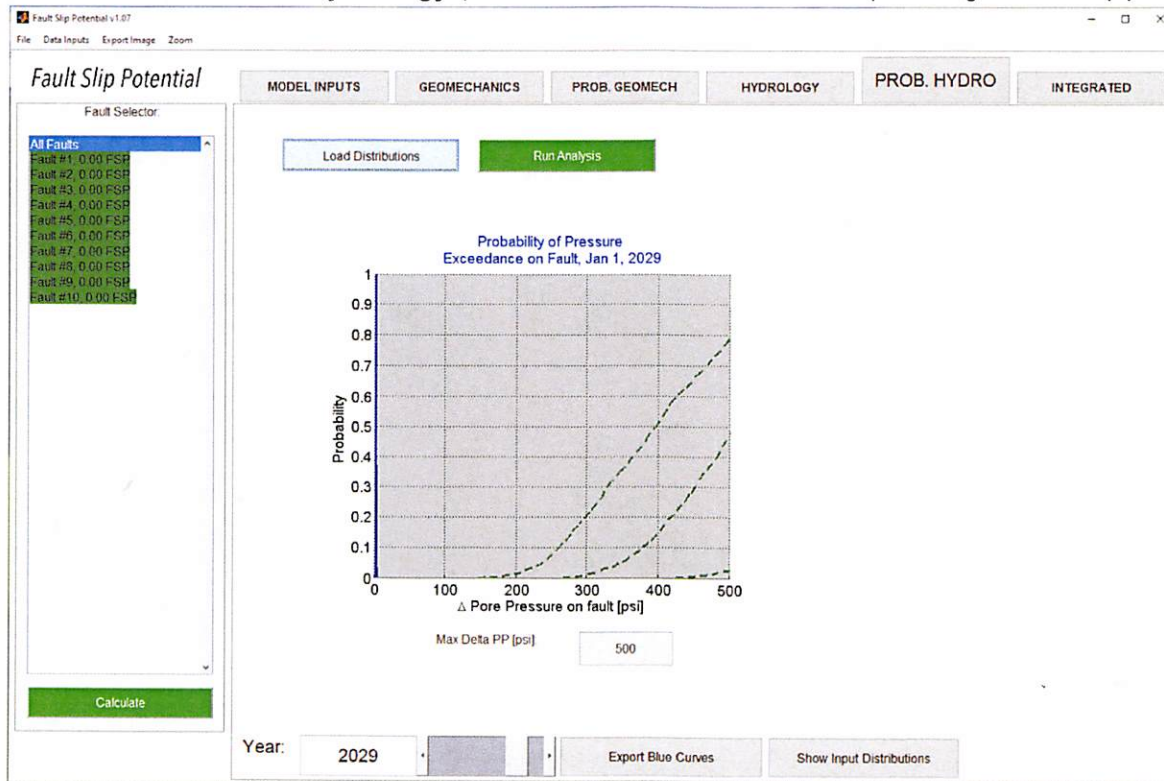 Fault Slip Potential v1.07
File Data Inputs Export Image Zoom
Fault Slip Potential
MODEL INPUTS GEOMECHANICS PROB. GEOMECH HYDROLOGY PROB. HYDRO INTEGRATED
Fault Selector:
All Faults
Fault #1, 0.00 FSP
Fault #2, 0.00 FSP
Fault #3, 0.00 FSP
Fault #4, 0.00 FSP
Fault #5, 0.00 FSP
Fault #6, 0.00 FSP
Fault #7, 0.00 FSP
Fault #8, 0.00 FSP
Fault #9, 0.00 FSP
Fault #10, 0.00 FSP
Load Distributions Run Analysis
Probability of Pressure
Exceedance on Fault, Jan 1, 2029
1
0.9
0.8
0.7
0.6
0.5
0.4
0.3
0.2
0.1
0
Probability
0 100 200 300 400 500
Δ Pore Pressure on fault [psi]
Max Delta PP [psi] 500
Calculate
Year: 2029 Export Blue Curves Show Input Distributions